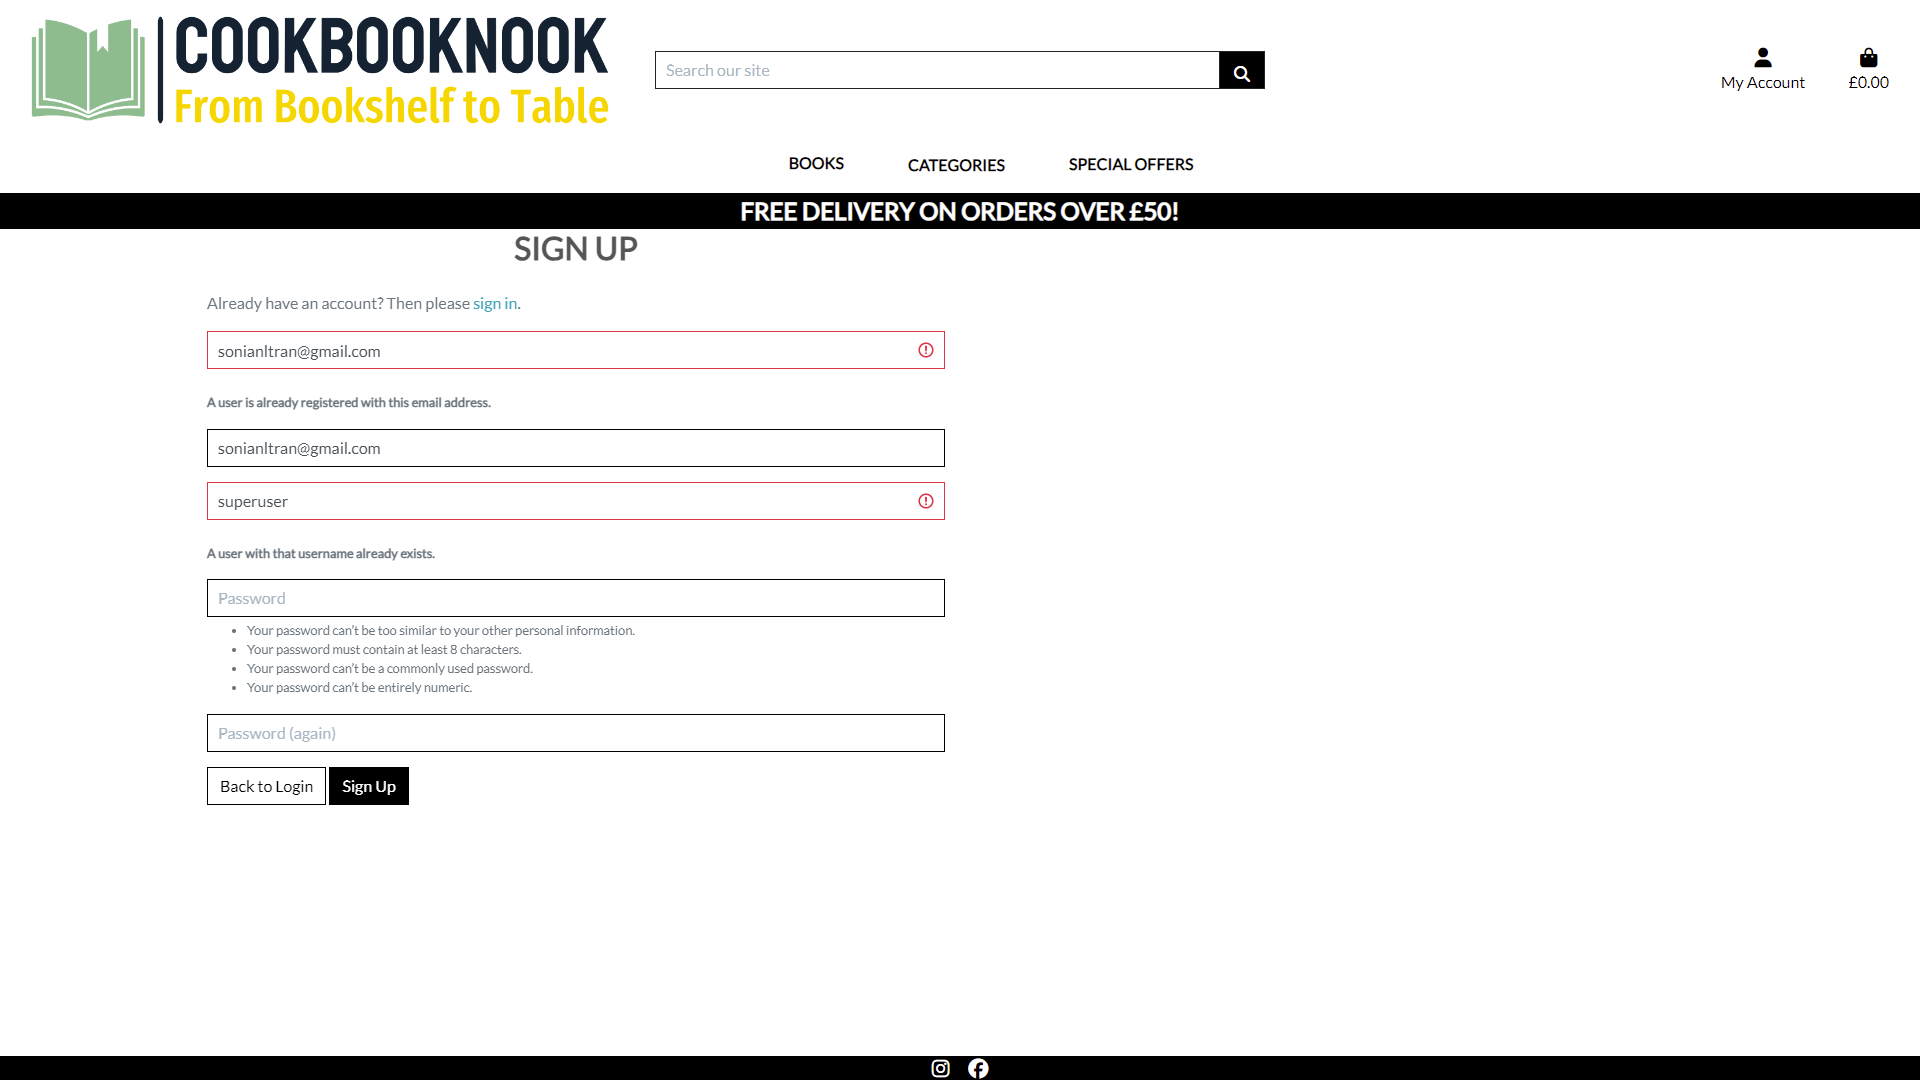 COOKBOOKNOOK
From Bookshelf to Table
Search our site
My Account
£0.00
BOOKS
CATEGORIES
SPECIAL OFFERS
FREE DELIVERY ON ORDERS OVER £50!
SIGN UP
Already have an account? Then please sign in.
sonianltran@gmail.com
A user is already registered with this email address.
sonianltran@gmail.com
superuser
A user with that username already exists.
Password
Your password can't be too similar to your other personal information.
Your password must contain at least 8 characters.
Your password can't be a commonly used password.
Your password can't be entirely numeric.
Password (again)
Back to Login
Sign Up